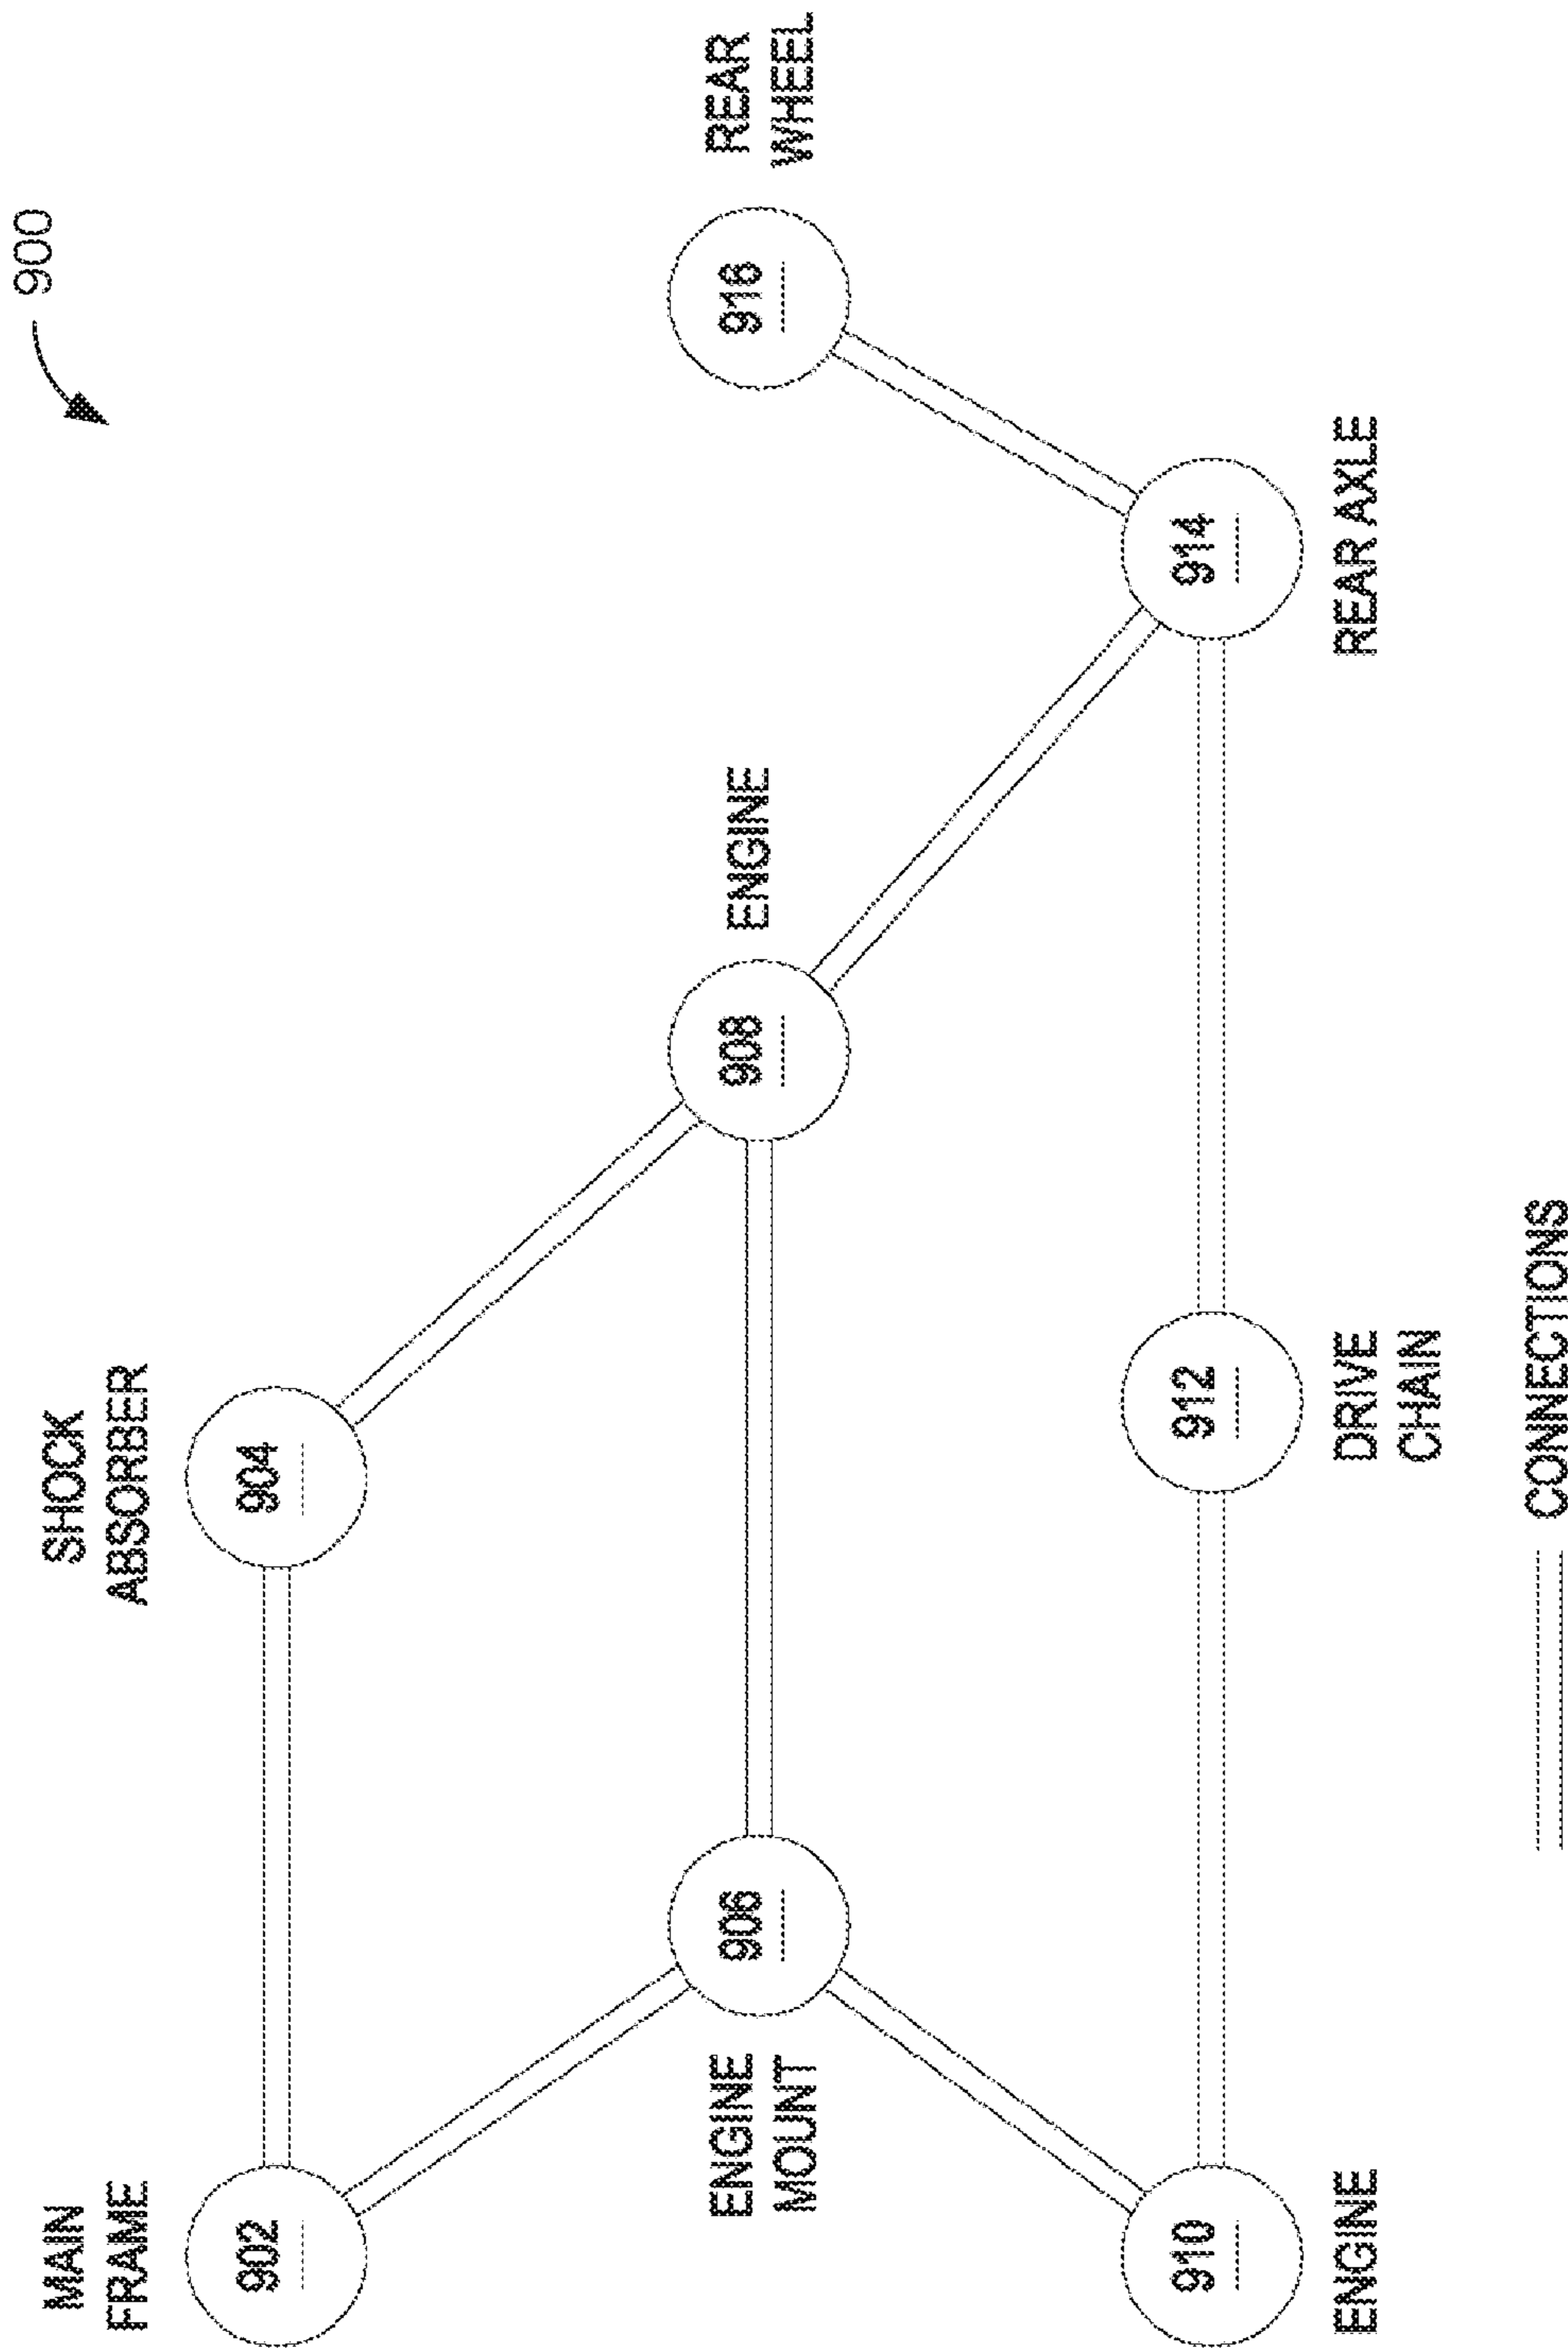 900
MAIN
FRAME
SHOCK
ABSORBER
902
904
ENGINE
MOUNT
906
908
ENGINE
916
REAR
WHEEL
910
912
914
ENGINE
DRIVE
CHAIN
REAR AXLE
CONNECTIONS